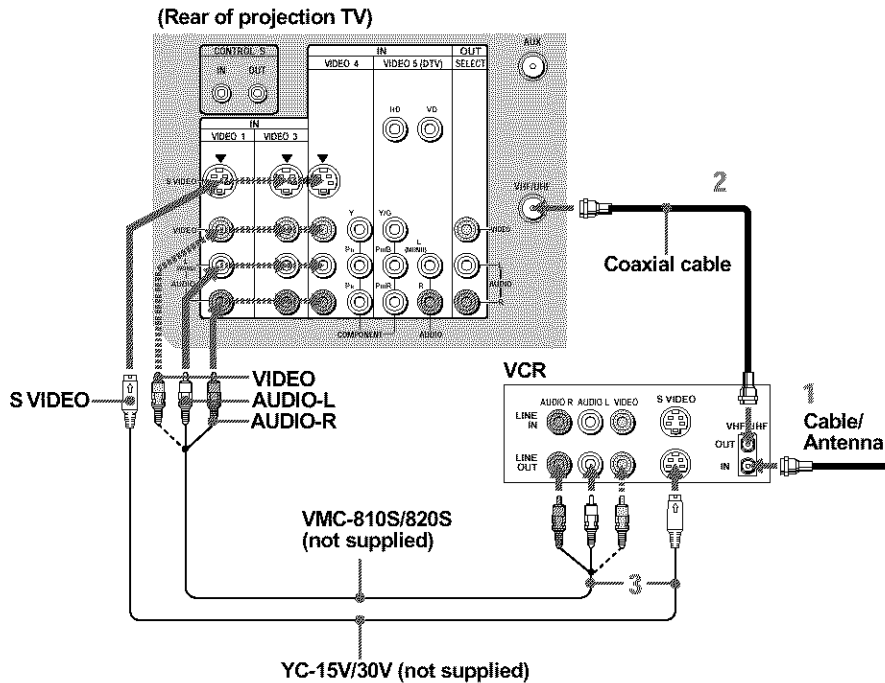 (Rear of projection TV)
CONTROL S
IN OUT
IN
VIDEO 4 VIDEO 5 (DTV)
OUT
SELECT
AUX
HD VD
IN
VIDEO 1 VIDEO 3
S VIDEO
VHF/UHF
2
VIDEO
Y Y/G
L
(MONO)
VIDEO
Coaxial cable
(MONO)
AUDIO
R
AUDIO
R
COMPONENT AUDIO
S VIDEO
VIDEO
AUDIO-L
AUDIO-R
VCR
AUDIO R AUDIO L VIDEO S VIDEO
LINE
IN
VHF/UHF
OUT
LINE
OUT
IN
1
Cable/
Antenna
VMC-810S/820S
(not supplied)
3
YC-15V/30V (not supplied)